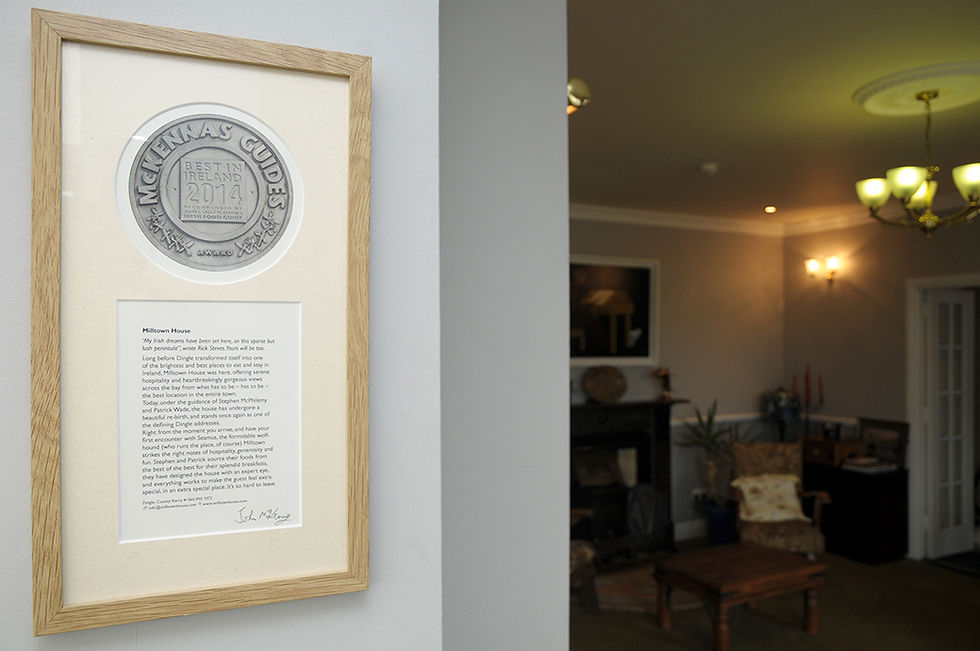 McKENNAS GUIDES
BEST IN
IRELAND
2014
RECOMMENDED BY
IRISH FOOD GUIDE
AWARD
Milltown House
'My Irish dreams have been set here, on this sparse but
lush peninsula", wrote Rick Steves. Yours will be too.
Long before Dingle transformed itself into one
of the brightest and best places to eat and stay in
Ireland, Milltown House was here, offering serene
hospitality and heartbreakingly gorgeous views
across the bay from what has to be – has to be –
the best location in the entire town.
Today, under the guidance of Stephen McPhilemy
and Patrick Wade, the house has undergone a
beautiful re-birth, and stands once again as one of
the defining Dingle addresses.
Right from the moment you arrive, and have your
first encounter with Seamus, the formidable wolf-
hound (who runs the place, of course) Milltown
strikes the right notes of hospitality, generosity and
fun. Stephen and Patrick source their foods from
the best of the best for their splendid breakfasts,
they have designed the house with an expert eye,
and everything works to make the guest feel extra
special, in an extra special place. It's so hard to leave.
Dingle, County Kerry 066 915 1372
info@milltownhouse.com www.milltownhouse.com
John McKenna